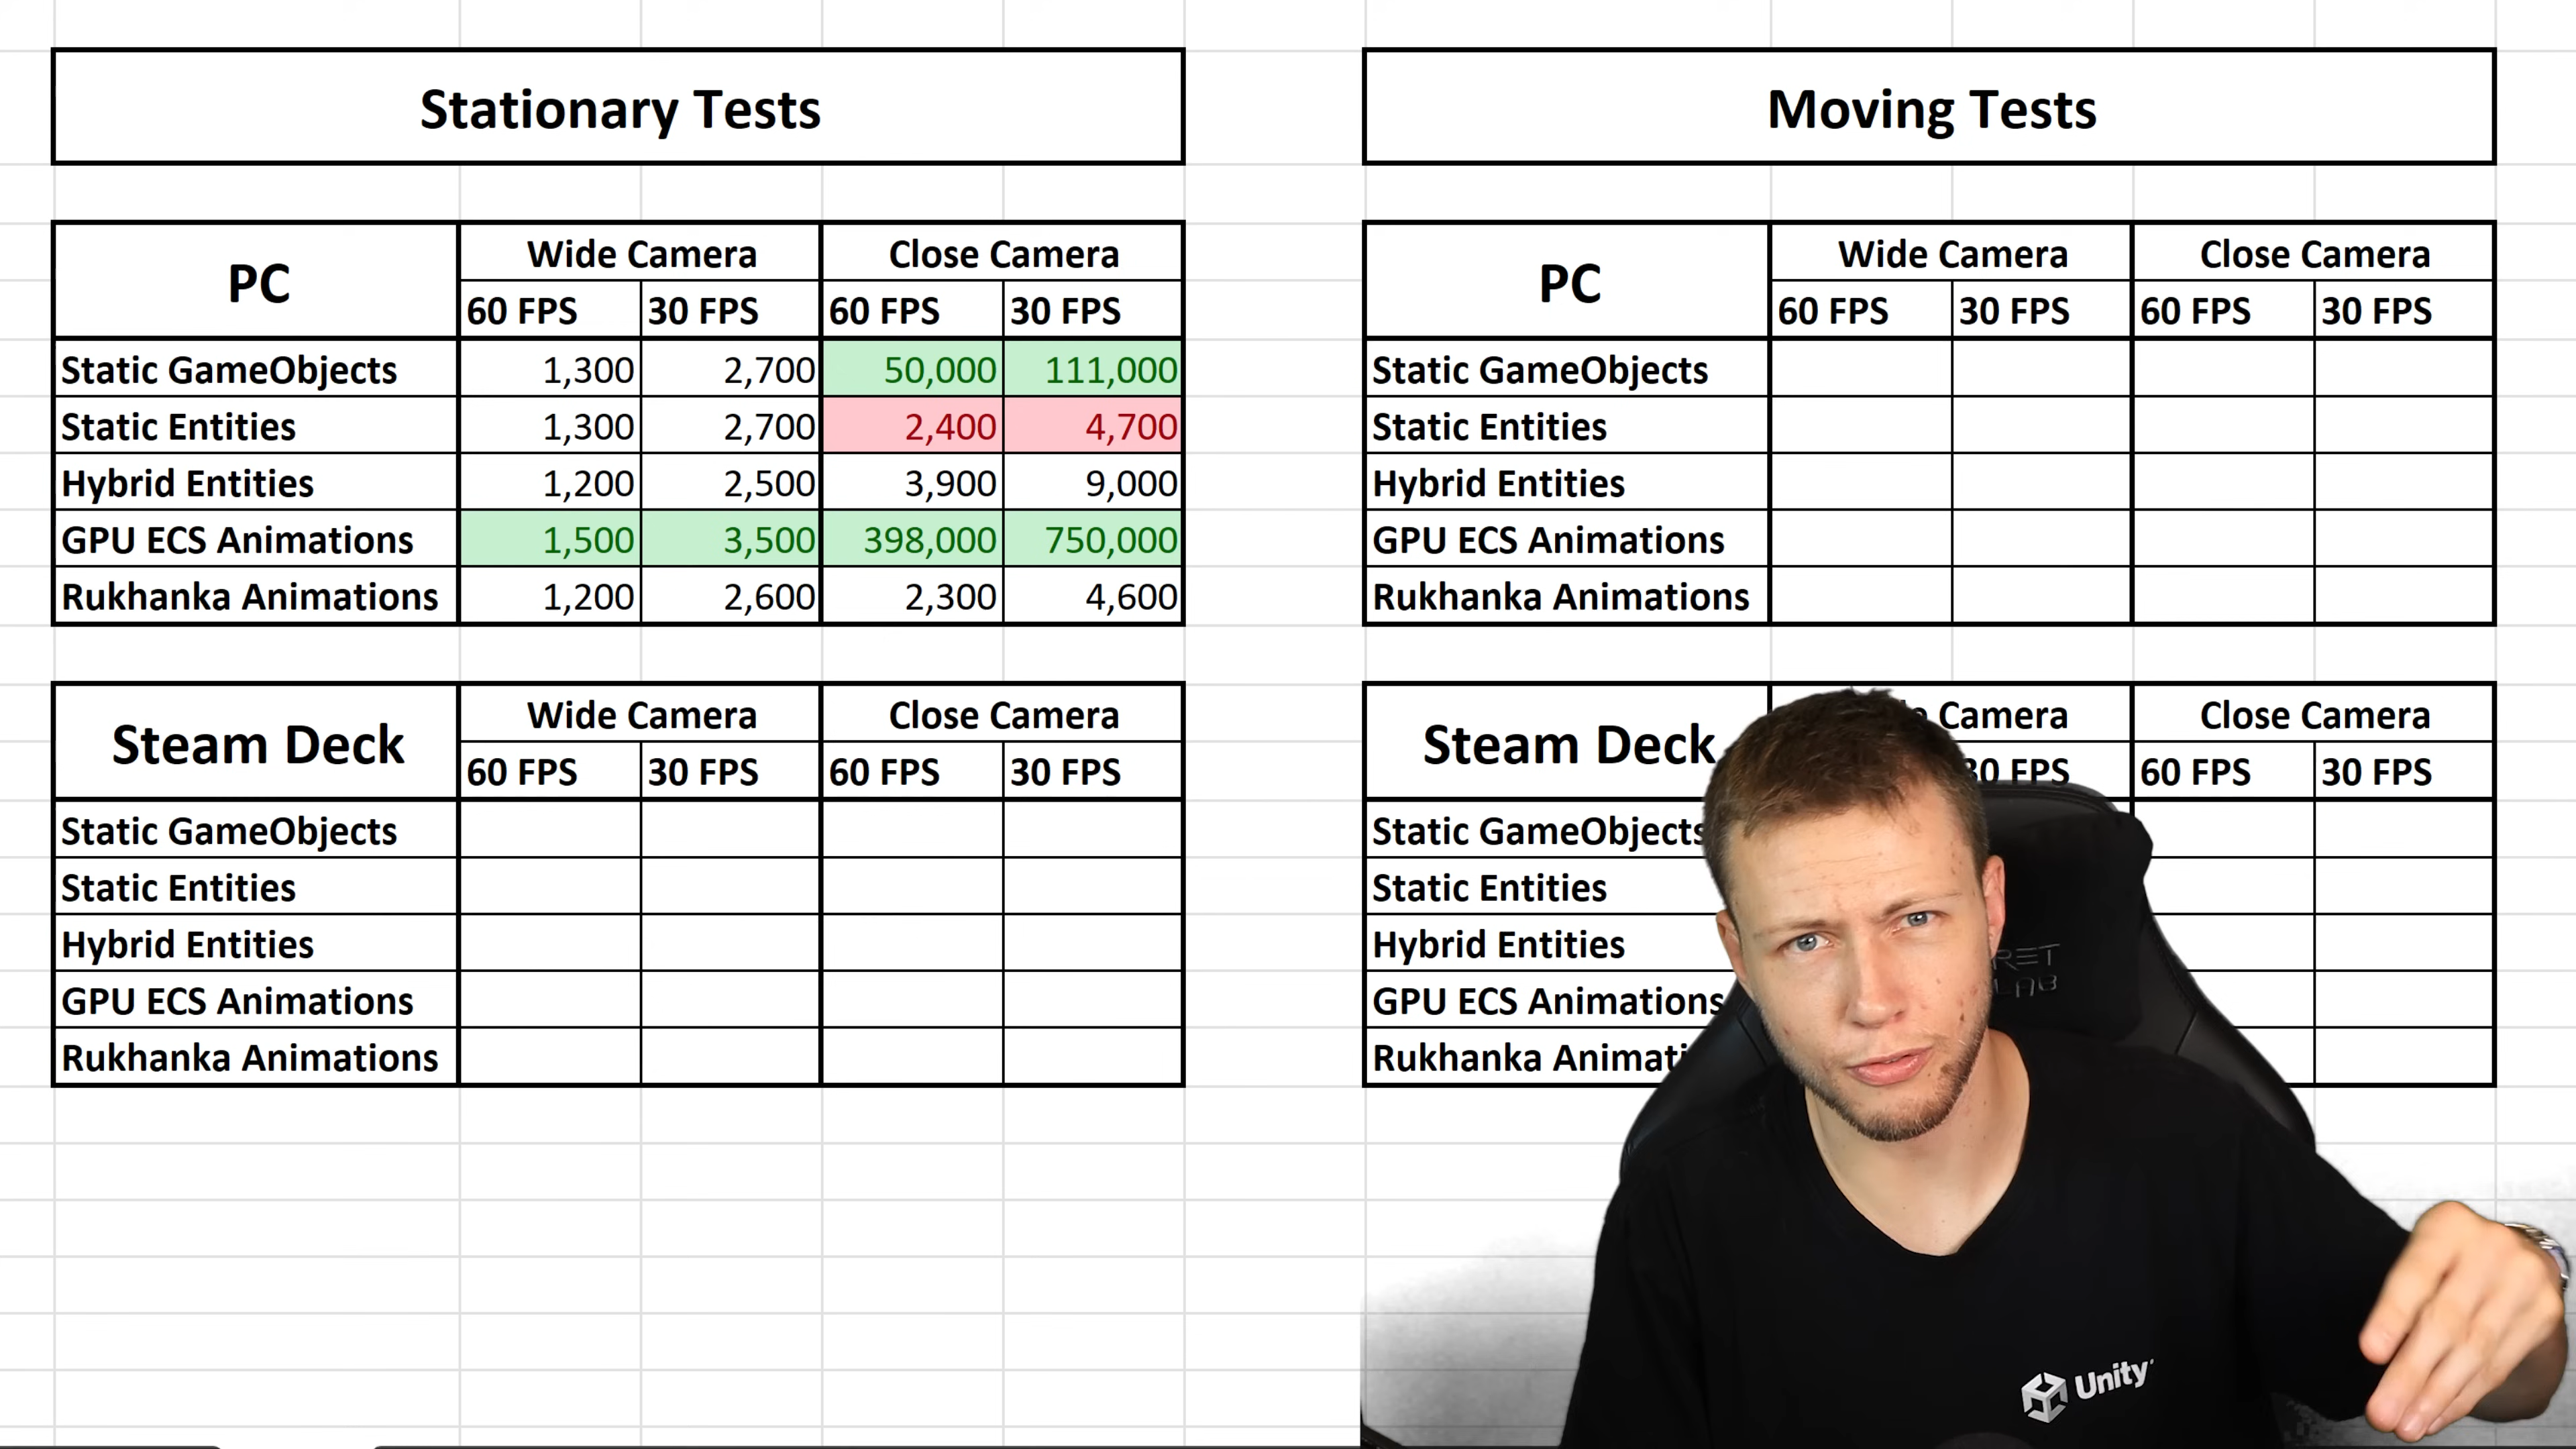 Stationary Tests
Moving Tests
PC
Wide Camera
Close Camera
60 FPS
30 FPS
60 FPS
30 FPS
Static GameObjects 1,300 2,700 50,000 111,000
Static Entities 1,300 2,700 2,400 4,700
Hybrid Entities 1,200 2,500 3,900 9,000
GPU ECS Animations 1,500 3,500 398,000 750,000
Rukhanka Animations 1,200 2,600 2,300 4,600
PC
Wide Camera
Close Camera
60 FPS
30 FPS
60 FPS
30 FPS
Static GameObjects
Static Entities
Hybrid Entities
GPU ECS Animations
Rukhanka Animations
Steam Deck
Wide Camera
Close Camera
60 FPS
30 FPS
60 FPS
30 FPS
Static GameObjects
Static Entities
Hybrid Entities
GPU ECS Animations
Rukhanka Animations
Steam Deck
Camera
Close Camera
30 FPS
60 FPS
30 FPS
Static GameObjects
Static Entities
Hybrid Entities
GPU ECS Animations
Rukhanka Animati
RET
LAB
Unity